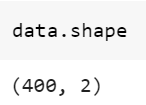 data.shape
(400, 2)